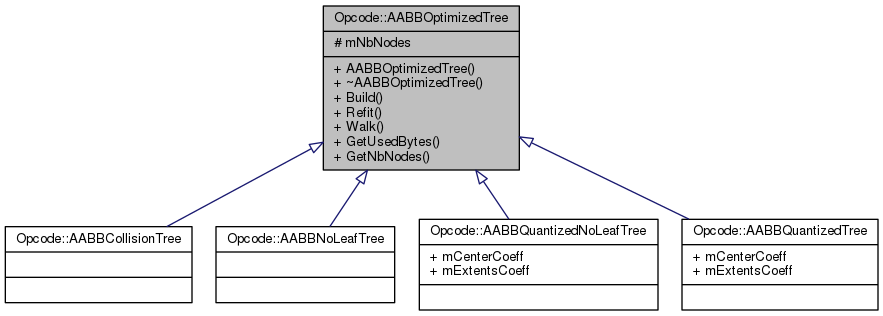 Opcode::AABBOptimizedTree
# mNbNodes
+ AABBOptimizedTree()
+ ~AABBOptimizedTree()
+ Build()
+ Refit()
+ Walk()
+ GetUsedBytes()
+ GetNbNodes()
Opcode::AABBCollisionTree
Opcode::AABBNoLeafTree
Opcode::AABBQuantizedNoLeafTree
+ mCenterCoeff
+ mExtentsCoeff
Opcode::AABBQuantizedTree
+ mCenterCoeff
+ mExtentsCoeff